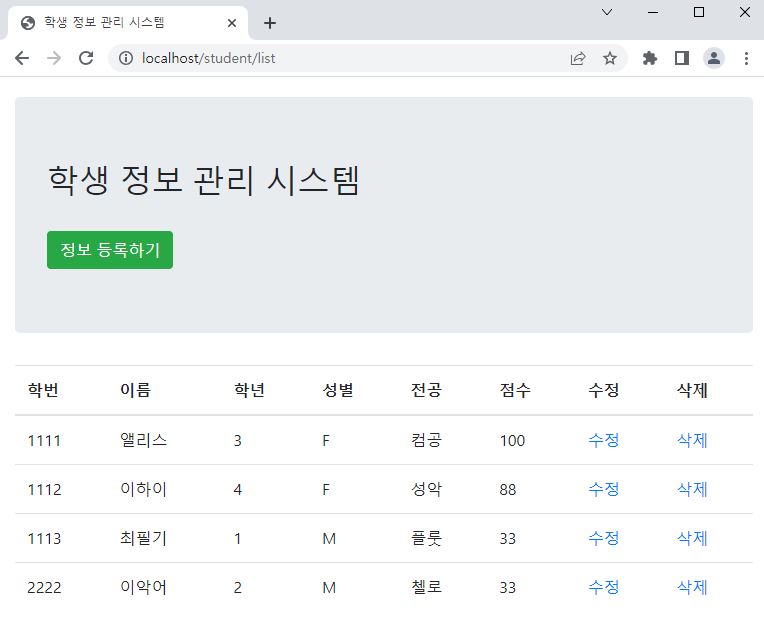 학생 정보 관리 시스템
localhost/student/list
학생 정보 관리 시스템
정보 등록하기
학번 이름 학년 성별 전공 점수 수정 삭제
1111 앨리스 3 F 컴공 100 수정 삭제
1112 이하이 4 F 성악 88 수정 삭제
1113 최필기 1 M 플룻 33 수정 삭제
2222 이악어 2 M 첼로 33 수정 삭제